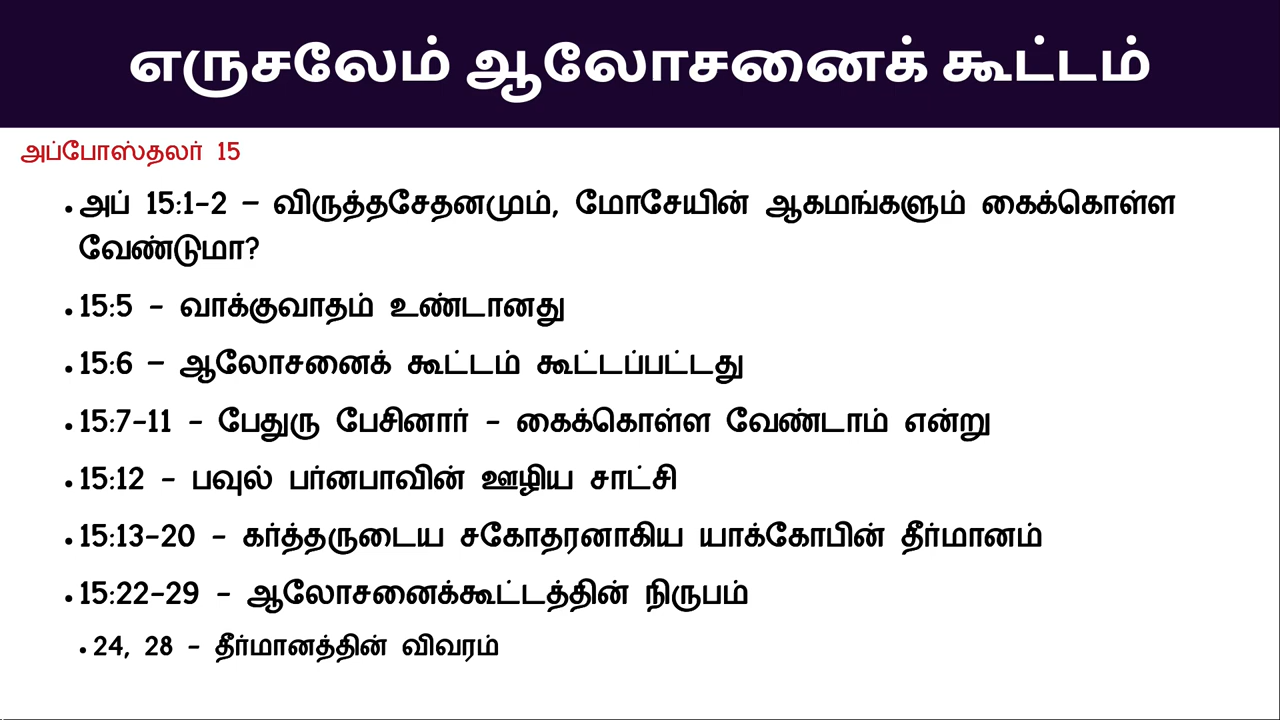 எருசலேம் ஆலோசனைக் கூட்டம்
அப்போஸ்தலர் 15
• அப் 15:1-2 – விருத்தசேதனமும், மோசேயின் ஆகமங்களும் கைக்கொள்ள
வேண்டுமா?
• 15:5 - வாக்குவாதம் உண்டானது
• 15:6 – ஆலோசனைக் கூட்டம் கூட்டப்பட்டது
• 15:7-11 - பேதுரு பேசினார் - கைக்கொள்ள வேண்டாம் என்று
• 15:12 - பவுல் பர்னபாவின் ஊழிய சாட்சி
• 15:13-20 - கர்த்தருடைய சகோதரனாகிய யாக்கோபின் தீர்மானம்
• 15:22-29 - ஆலோசனைக்கூட்டத்தின் நிருபம்
• 24, 28 - தீர்மானத்தின் விவரம்